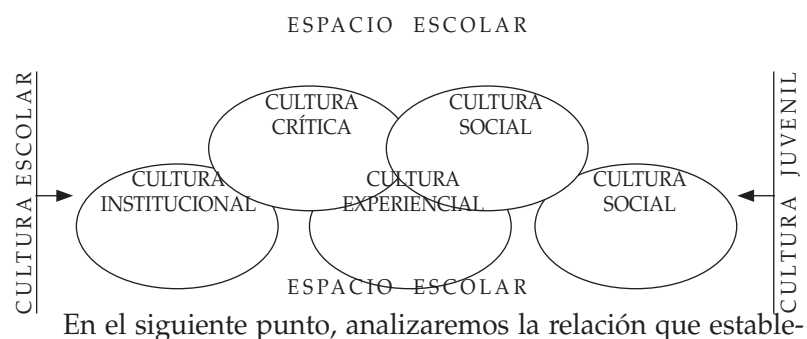 ESPACIO ESCOLAR
CULTURA ESCOLAR
CULTURA
CRÍTICA
CULTURA
SOCIAL
CULTURA
INSTITUCIONAL
CULTURA
EXPERIENCIAL
CULTURA
SOCIAL
CULTURA JUVENIL
ESPACIO ESCOLAR
En el siguiente punto, analizaremos la relación que estable-